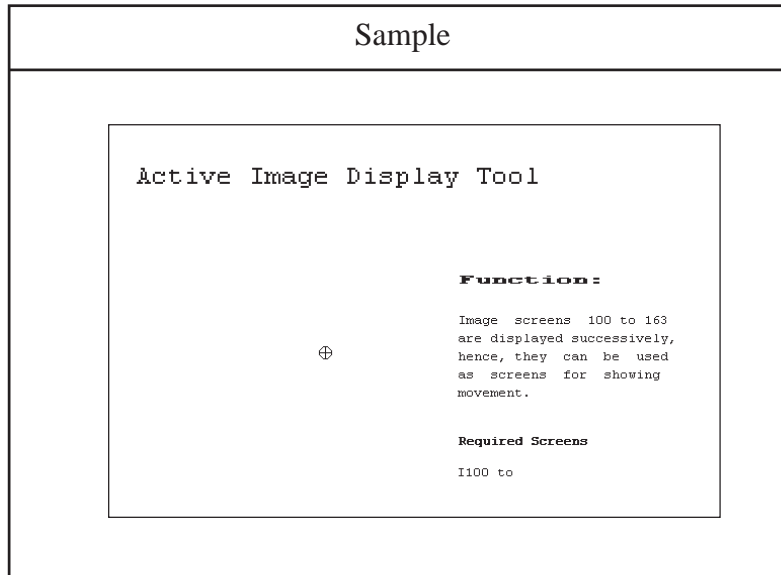 Sample
Active Image Display Tool
Function:
Image screens 100 to 163
are displayed successively,
hence, they can be used
as screens for showing
movement.
Required Screens
I100 to